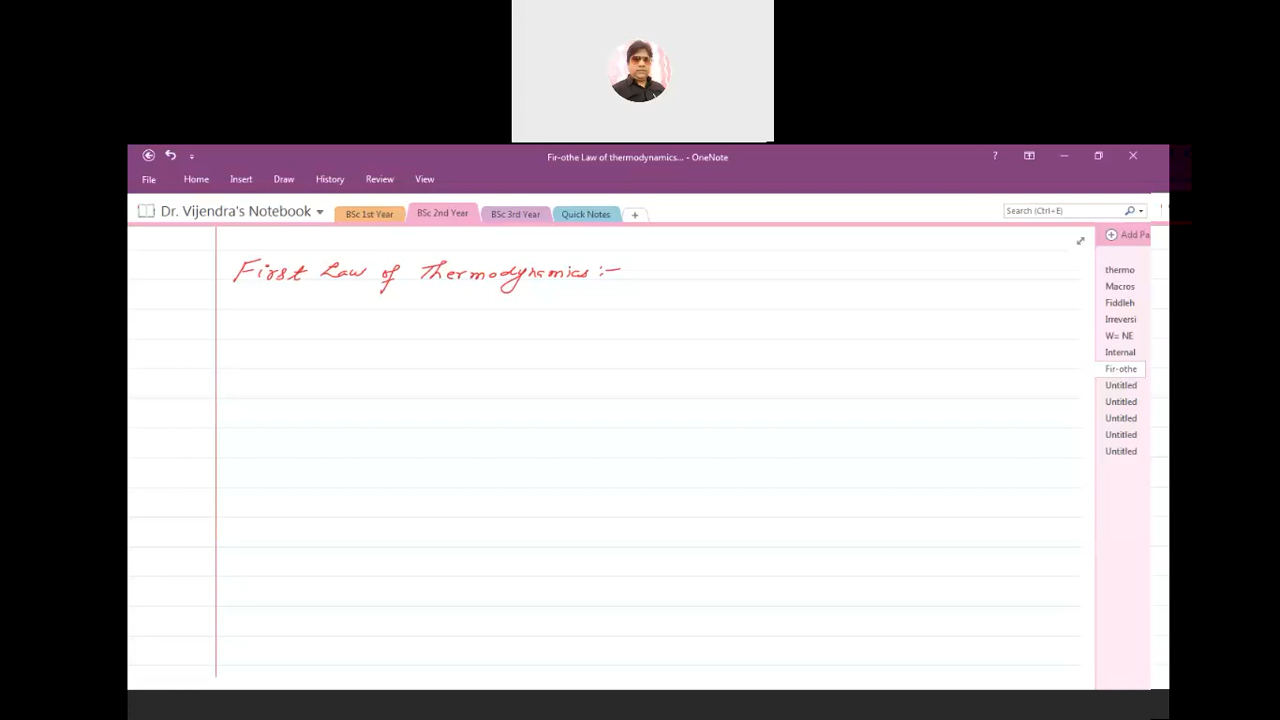 Fir-othe Law of thermodynamics... - OneNote
?
File Home Insert Draw History Review View
Dr. Vijendra's Notebook BSc 1st Year BSc 2nd Year BSc 3rd Year Quick Notes + Search (Ctrl+E)
Add Pa
First Law of Thermodynamics :-
thermo
Macros
Fiddleh
Irreversi
W= NE
Internal
Fir-othe
Untitled
Untitled
Untitled
Untitled
Untitled